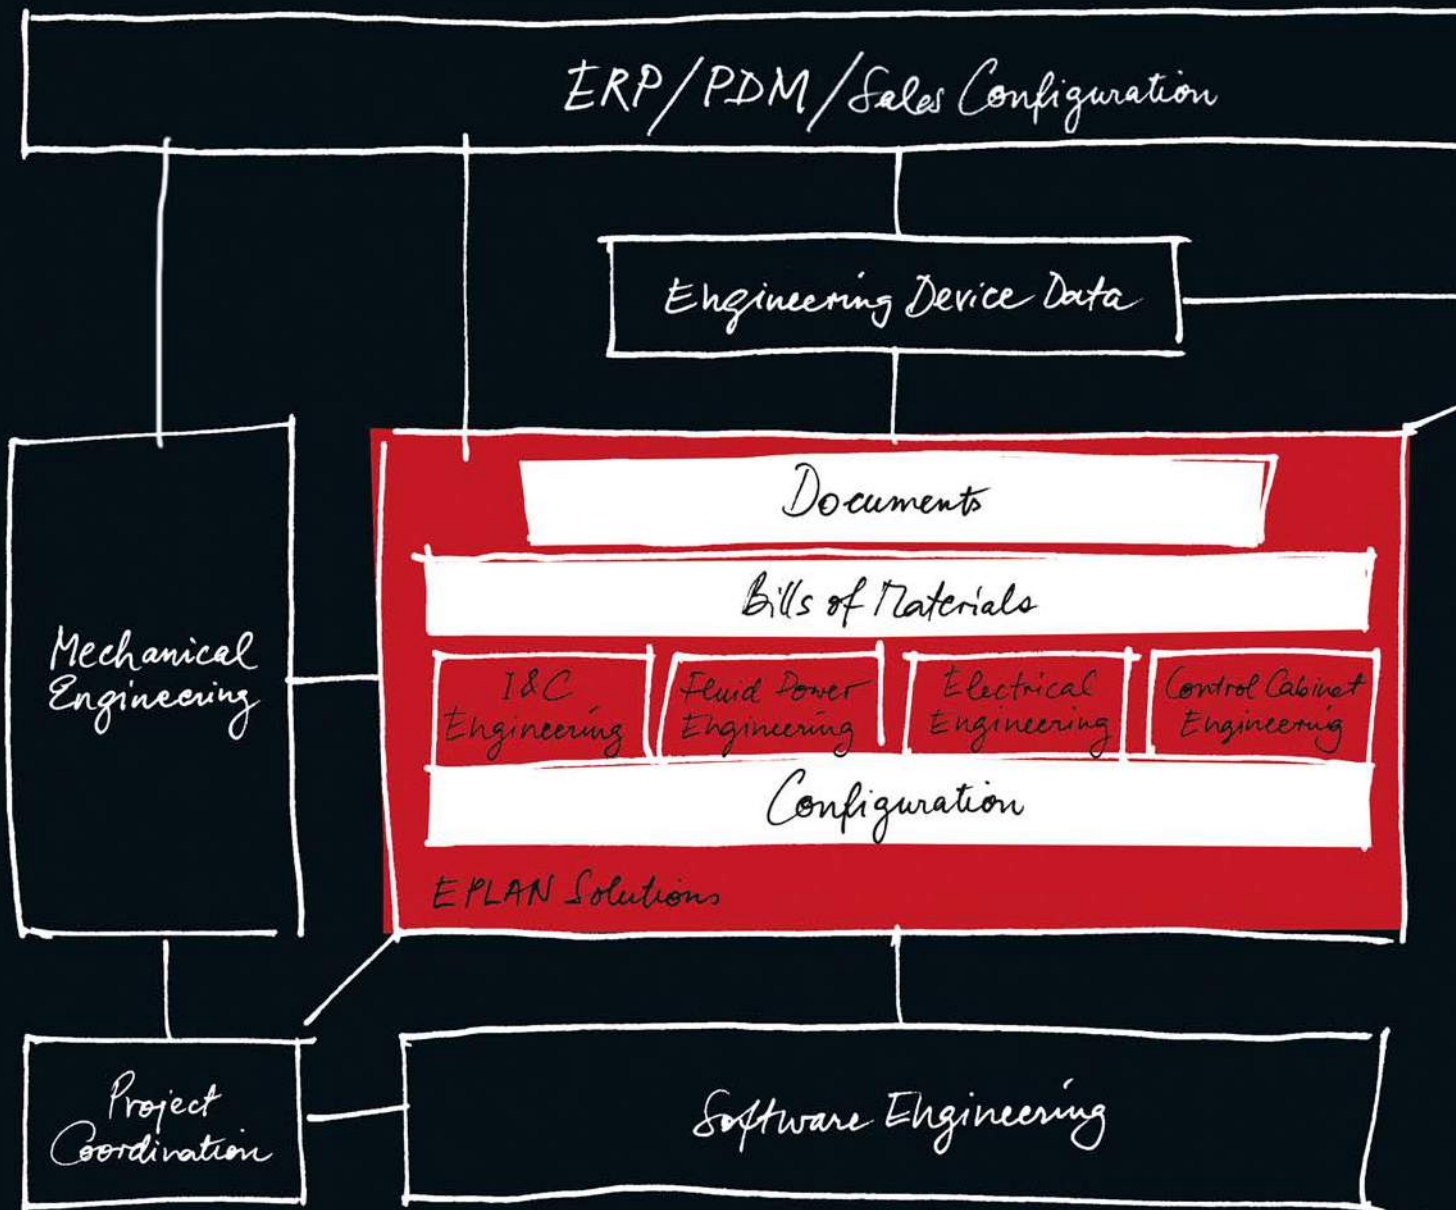 ERP/PDM/Sales Configuration
Engineering Device Data
Documents
Bills of Materials
Mechanical
Engineering
I&C
Engineering
Fluid Power
Engineering
Electrical
Engineering
Control Cabinet
Engineering
Configuration
EPLAN Solutions
Project
Coordination
Software Engineering